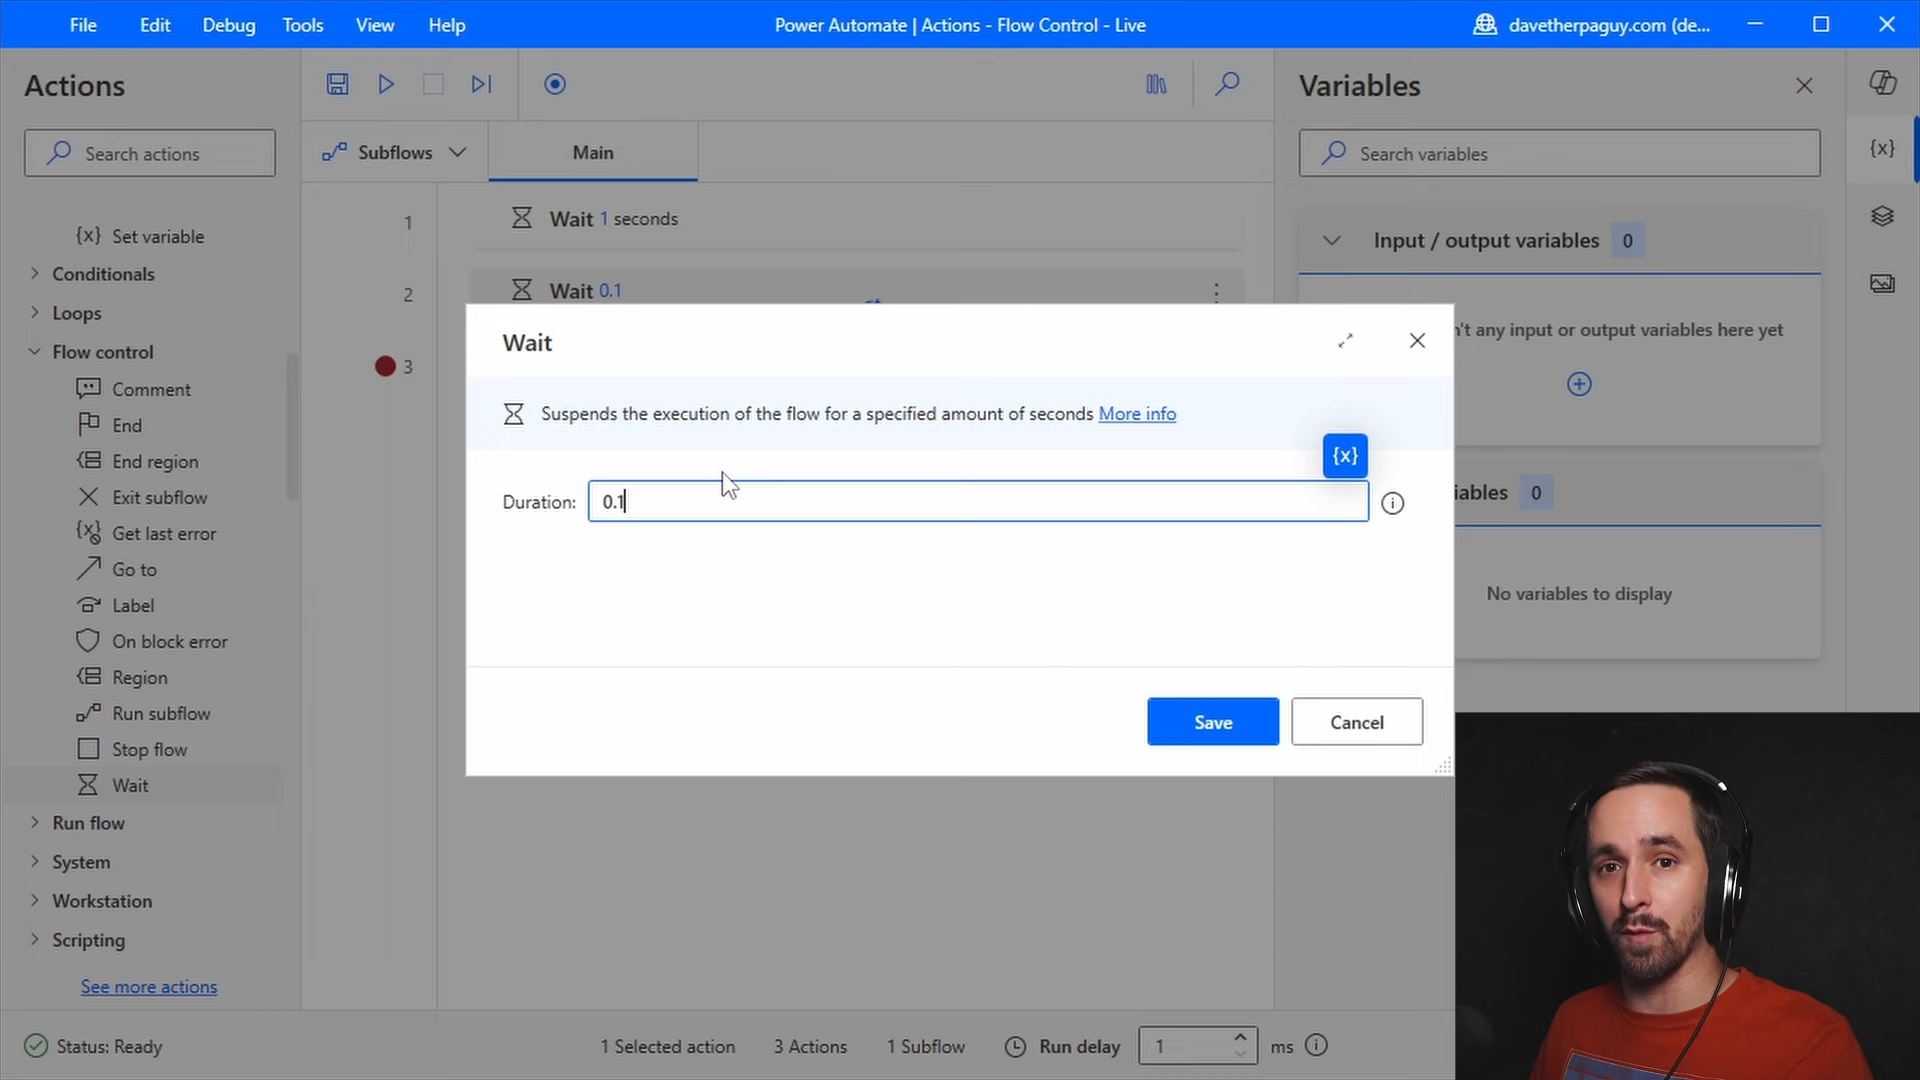 File Edit Debug Tools View Help Power Automate | Actions - Flow Control - Live davetherpaguy.com (de...
Actions
Search actions
{x} Set variable
Conditionals
Loops
Flow control
Comment
End
End region
Exit subflow
Get last error
Go to
Label
On block error
Region
Run subflow
Stop flow
Wait
Run flow
System
Workstation
Scripting
See more actions
Subflows Main
1 Wait 1 seconds
2 Wait 0.1
3
Wait
Suspends the execution of the flow for a specified amount of seconds More info
{x}
Duration: 0.1
Save Cancel
Variables
Search variables
{x}
Input / output variables 0
't any input or output variables here yet
iables 0
No variables to display
Status: Ready 1 Selected action 3 Actions 1 Subflow Run delay 1 ms